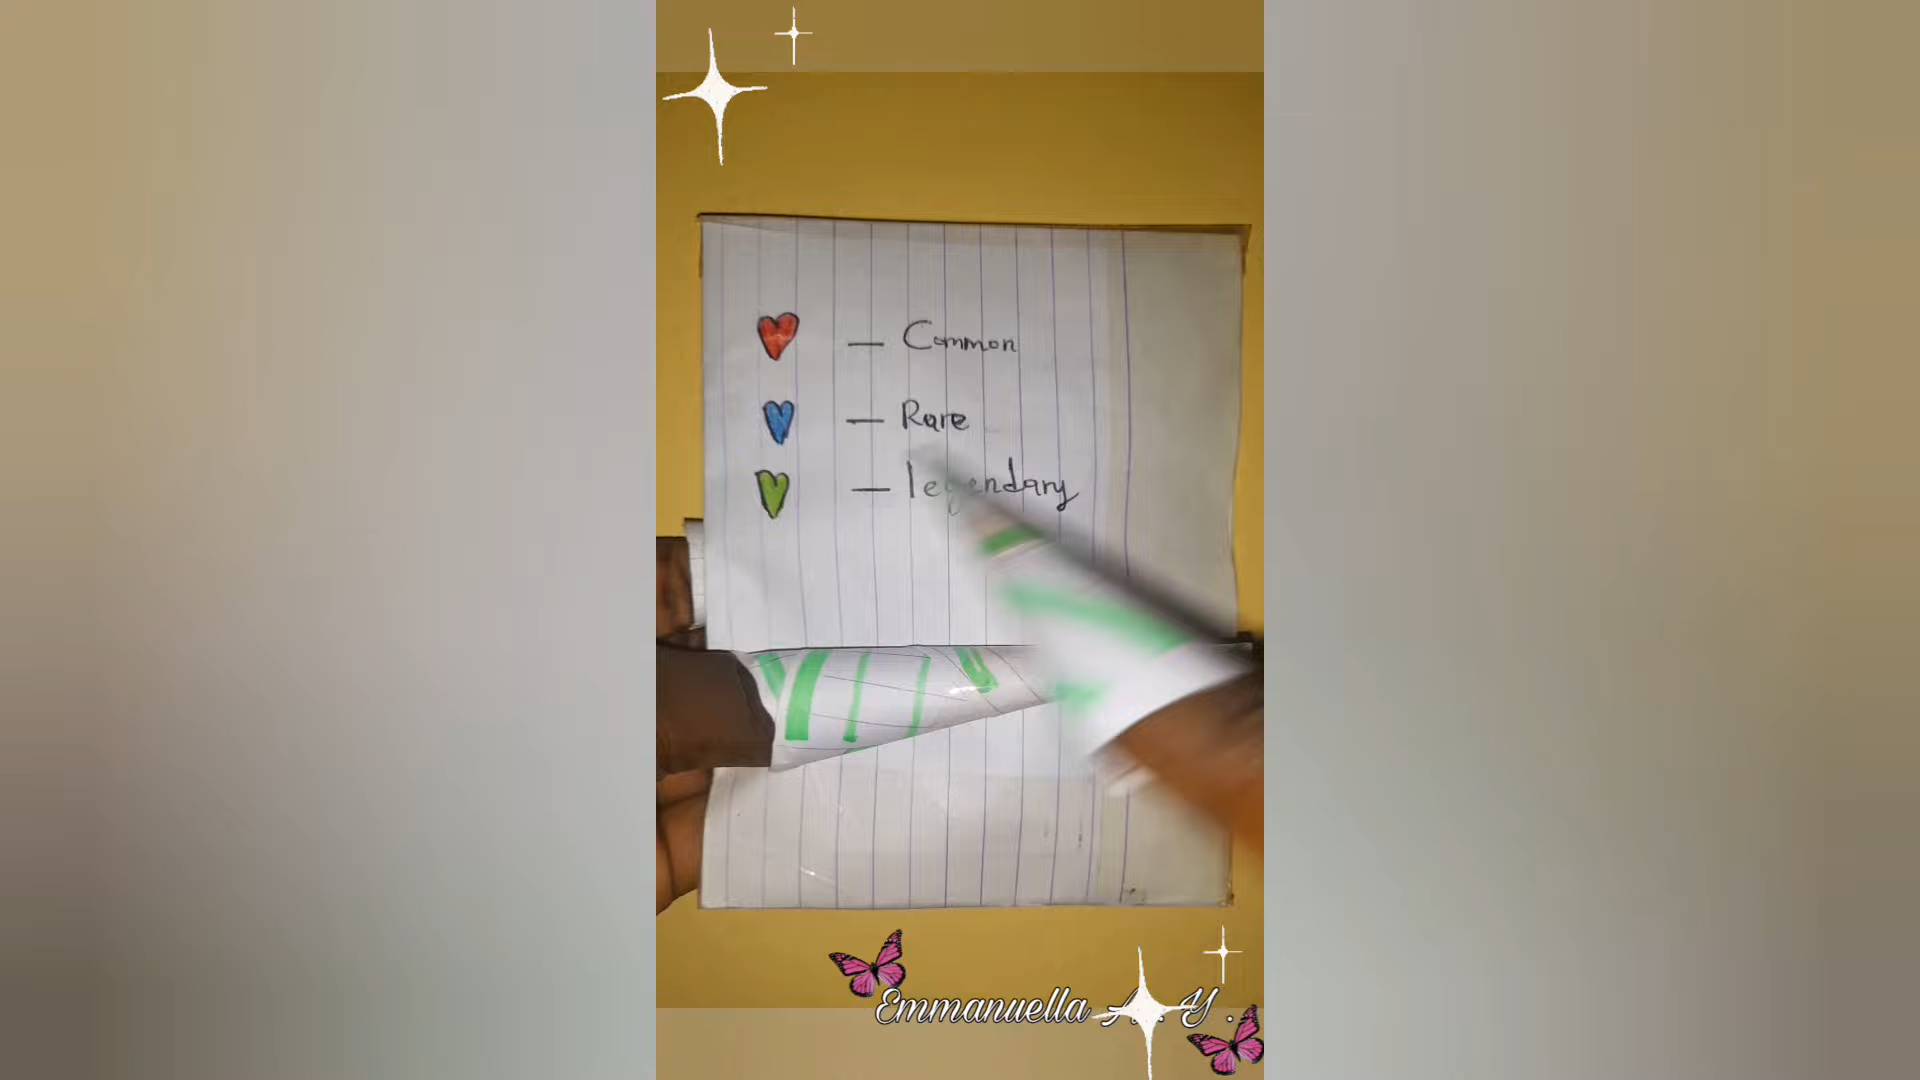 — Common
— Rare
— legendary
Emmanuella A. Y.